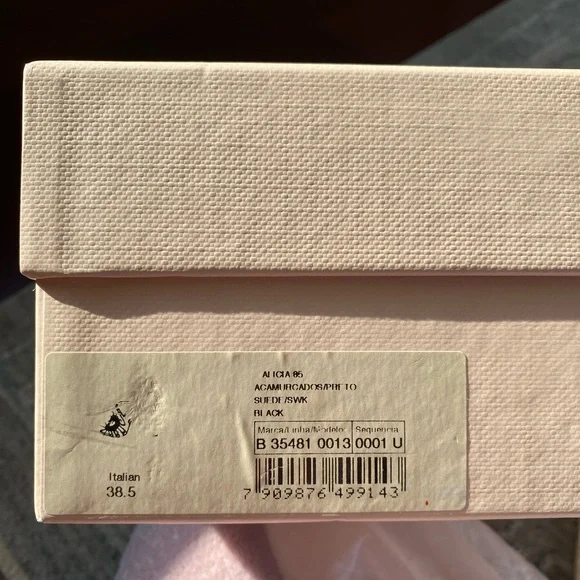 ALICIA 85
ACAMURCADOS/PRETO
SUEDE/SWK
BLACK
Marca/Linha/Modelo: Sequencia
B 35481 0013 0001 U
Italian
38.5
7 909876 499143